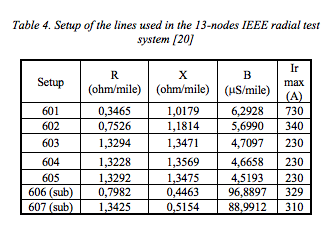 Table 4. Setup of the lines used in the 13-nodes IEEE radial test
system [20]
Setup R (ohm/mile) X (ohm/mile) B (µS/mile) Ir max (A)
601 0,3465 1,0179 6,2928 730
602 0,7526 1,1814 5,6990 340
603 1,3294 1,3471 4,7097 230
604 1,3228 1,3569 4,6658 230
605 1,3292 1,3475 4,5193 230
606 (sub) 0,7982 0,4463 96,8897 329
607 (sub) 1,3425 0,5154 88,9912 310